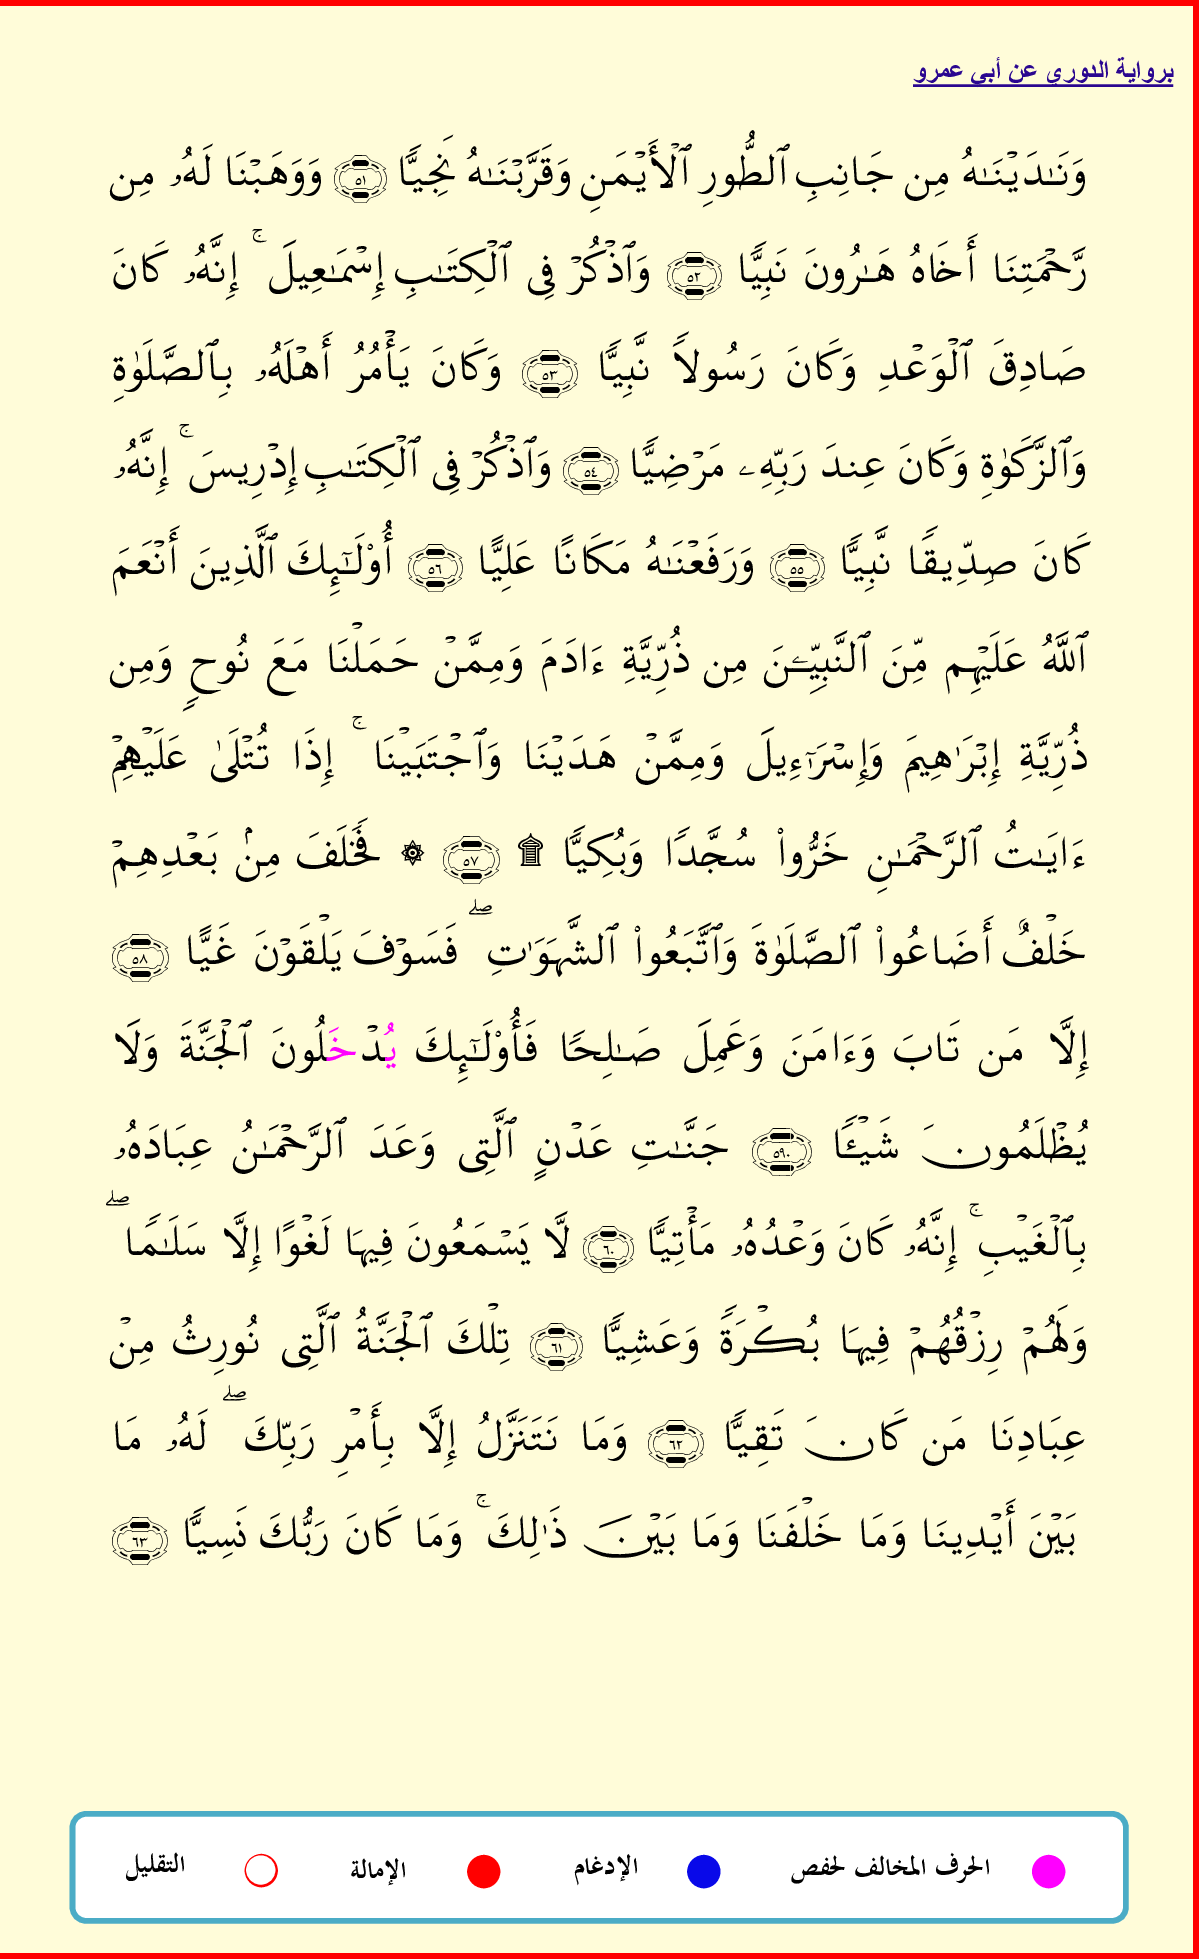 برواية الدوري عن أبي عمرو
وَنَـٰدَيۡنَـٰهُ مِن جَانِبِ ٱلطُّورِ ٱلۡأَيۡمَنِ وَقَرَّبۡنَـٰهُ نَجِيًّا ٥١ وَوَهَبۡنَا لَهُۥ مِن
رَّحۡمَتِنَا أَخَاهُ هَـٰرُونَ نَبِيًّا ٥٢ وَٱذۡكُرۡ فِى ٱلۡكِتَـٰبِ إِسۡمَـٰعِيلَ ۚ إِنَّهُۥ كَانَ
صَادِقَ ٱلۡوَعۡدِ وَكَانَ رَسُولًا نَّبِيًّا ٥٣ وَكَانَ يَأۡمُرُ أَهۡلَهُۥ بِٱلصَّلَوٰةِ
وَٱلزَّكَوٰةِ وَكَانَ عِندَ رَبِّهِۦ مَرۡضِيًّا ٥٤ وَٱذۡكُرۡ فِى ٱلۡكِتَـٰبِ إِدۡرِيسَ ۚ إِنَّهُۥ
كَانَ صِدِّيقًا نَّبِيًّا ٥٥ وَرَفَعۡنَـٰهُ مَكَانًا عَلِيًّا ٥٦ أُوْلَـٰٓئِكَ ٱلَّذِينَ أَنۡعَمَ
ٱللَّهُ عَلَيۡهِم مِّنَ ٱلنَّبِيِّـۧنَ مِن ذُرِّيَّةِ ءَادَمَ وَمِمَّنۡ حَمَلۡنَا مَعَ نُوحٍ وَمِن
ذُرِّيَّةِ إِبۡرَٰهِيمَ وَإِسۡرَـٰٓءِيلَ وَمِمَّنۡ هَدَيۡنَا وَٱجۡتَبَيۡنَا ۚ إِذَا تُتۡلَىٰ عَلَيۡهِمۡ
ءَايَـٰتُ ٱلرَّحۡمَـٰنِ خَرُّواْ سُجَّدًا وَبُكِيًّا ۩ ٥٧ ۞ فَخَلَفَ مِنۢ بَعۡدِهِمۡ
خَلۡفٌ أَضَاعُواْ ٱلصَّلَوٰةَ وَٱتَّبَعُواْ ٱلشَّهَوَٰتِ ۖ فَسَوۡفَ يَلۡقَوۡنَ غَيًّا ٥٨
إِلَّا مَن تَابَ وَءَامَنَ وَعَمِلَ صَـٰلِحًا فَأُوْلَـٰٓئِكَ يُدۡخَلُونَ ٱلۡجَنَّةَ وَلَا
يُظۡلَمُونَ شَيۡـًٔا ٥٩٠ جَنَّـٰتِ عَدۡنٍ ٱلَّتِى وَعَدَ ٱلرَّحۡمَـٰنُ عِبَادَهُۥ
بِٱلۡغَيۡبِ ۚ إِنَّهُۥ كَانَ وَعۡدُهُۥ مَأۡتِيًّا ٦٠ لَّا يَسۡمَعُونَ فِيهَا لَغۡوًا إِلَّا سَلَـٰمًا ۖ
وَلَهُمۡ رِزۡقُهُمۡ فِيهَا بُكۡرَةً وَعَشِيًّا ٦١ تِلۡكَ ٱلۡجَنَّةُ ٱلَّتِى نُورِثُ مِنۡ
عِبَادِنَا مَن كَانَ تَقِيًّا ٦٢ وَمَا نَتَنَزَّلُ إِلَّا بِأَمۡرِ رَبِّكَ ۖ لَهُۥ مَا
بَيۡنَ أَيۡدِينَا وَمَا خَلۡفَنَا وَمَا بَيۡنَ ذَٰلِكَ ۚ وَمَا كَانَ رَبُّكَ نَسِيًّا ٦٣
الحرف المخالف لحفص الإدغام الإمالة التقليل